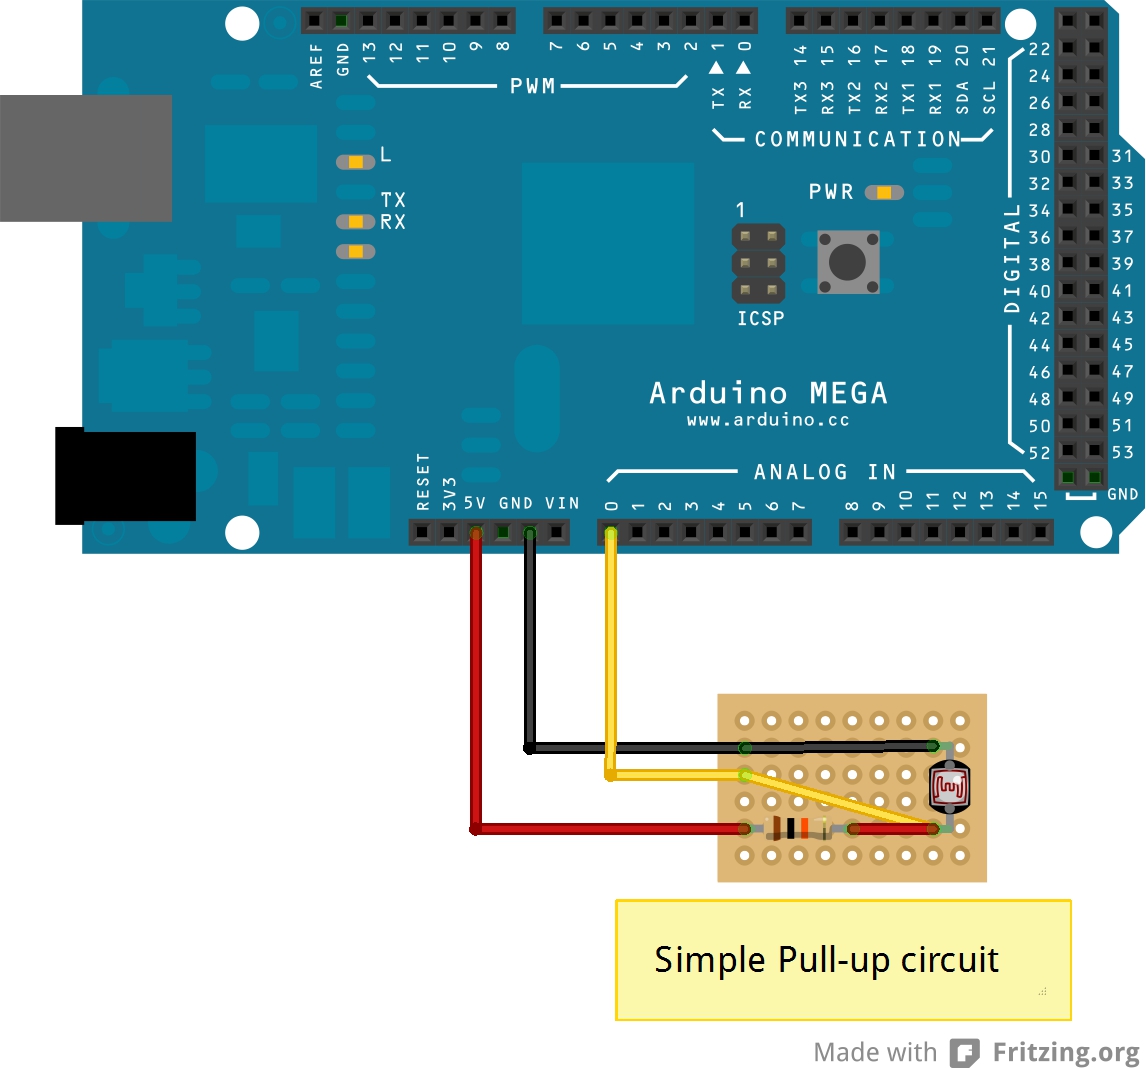 AREF GND 13 12 11 10 9 8 7 6 5 4 3 2 1 0 TX3 14 RX3 15 TX2 16 RX2 17 TX1 18 RX1 19 SDA 20 SCL 21
PWM
TX RX
COMMUNICATION
L
TX
RX
PWR
1
ICSP
DIGITAL
22
24
26
28
30 31
32 33
34 35
36 37
38 39
40 41
42 43
44 45
46 47
48 49
50 51
52 53
GND
Arduino MEGA
www.arduino.cc
ANALOG IN
RESET 3V3 5V GND VIN 0 1 2 3 4 5 6 7 8 9 10 11 12 13 14 15
Simple Pull-up circuit
Made with Fritzing.org